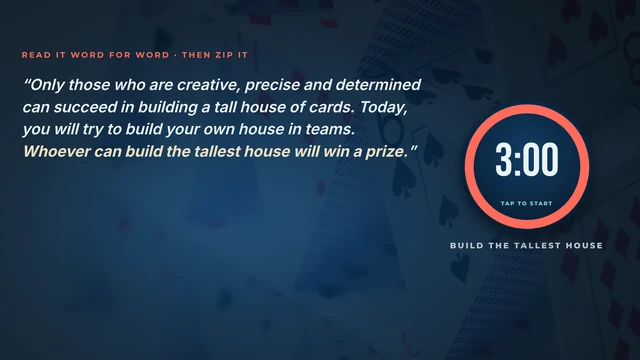 READ IT WORD FOR WORD · THEN ZIP IT
“Only those who are creative, precise and determined
can succeed in building a tall house of cards. Today,
you will try to build your own house in teams.
Whoever can build the tallest house will win a prize.”
3:00
TAP TO START
BUILD THE TALLEST HOUSE